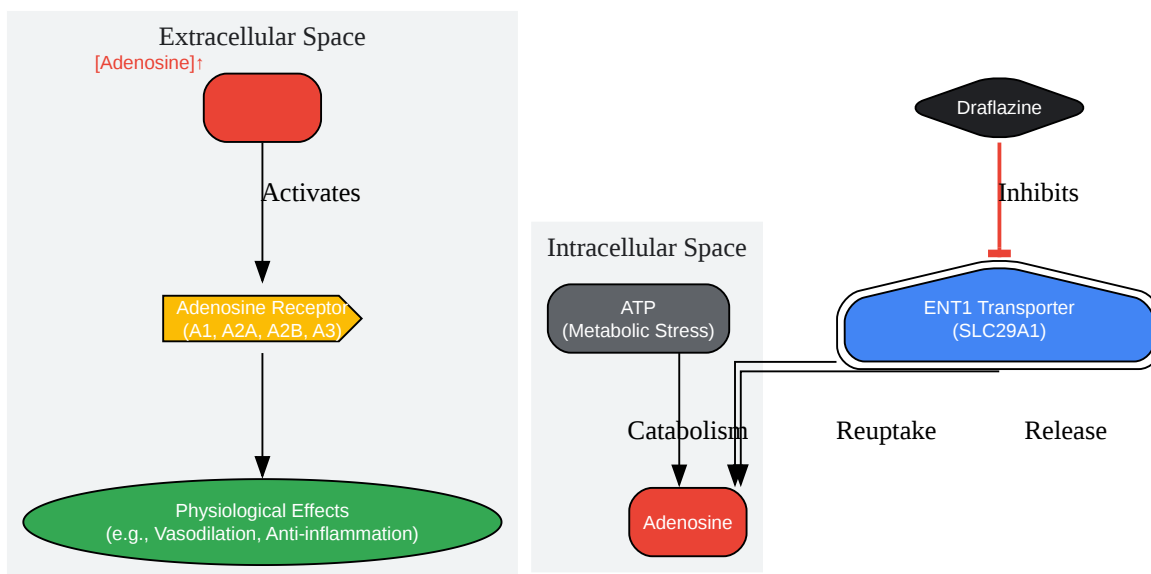 Extracellular Space
[Adenosine]↑
Activates
Adenosine Receptor
(A1, A2A, A2B, A3)
Physiological Effects
(e.g., Vasodilation, Anti-inflammation)
Intracellular Space
ATP
(Metabolic Stress)
Catabolism
Adenosine
Draflazine
Inhibits
ENT1 Transporter
(SLC29A1)
Reuptake
Release